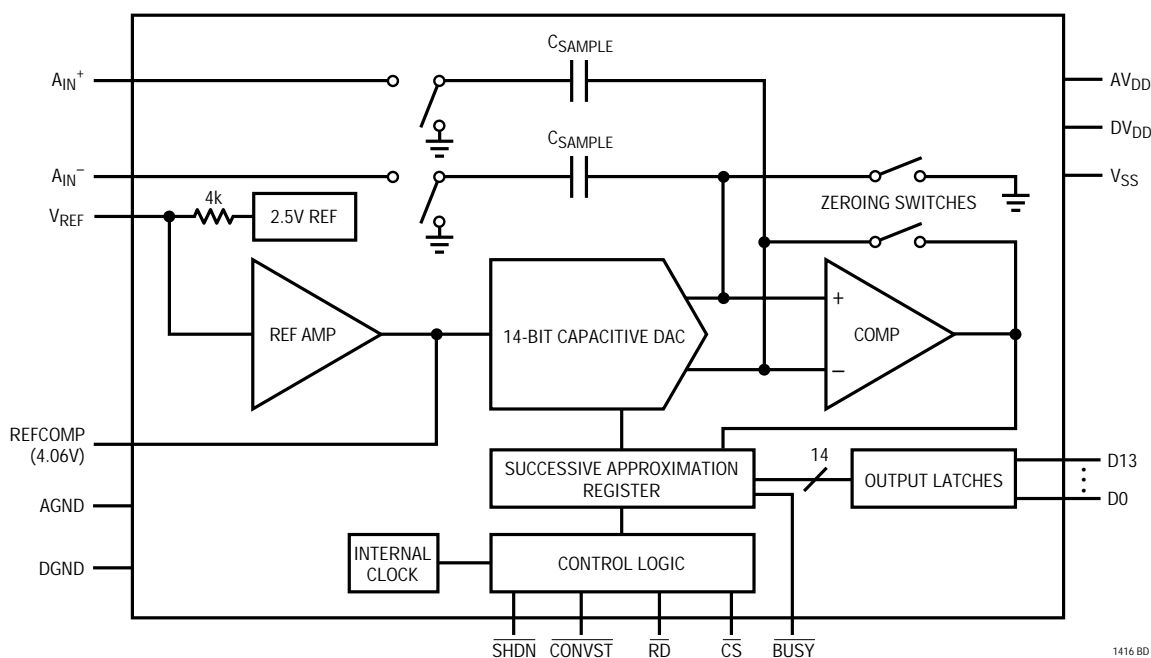 CSAMPLE
AIN+
AVDD
DVDD
CSAMPLE
AIN–
VSS
4k
ZEROING SWITCHES
VREF
2.5V REF
+
REF AMP
14-BIT CAPACITIVE DAC
COMP
–
REFCOMP
(4.06V)
14
D13
SUCCESSIVE APPROXIMATION
REGISTER
OUTPUT LATCHES
D0
AGND
INTERNAL
CLOCK
CONTROL LOGIC
DGND
SHDN CONVST RD CS BUSY
1416 BD